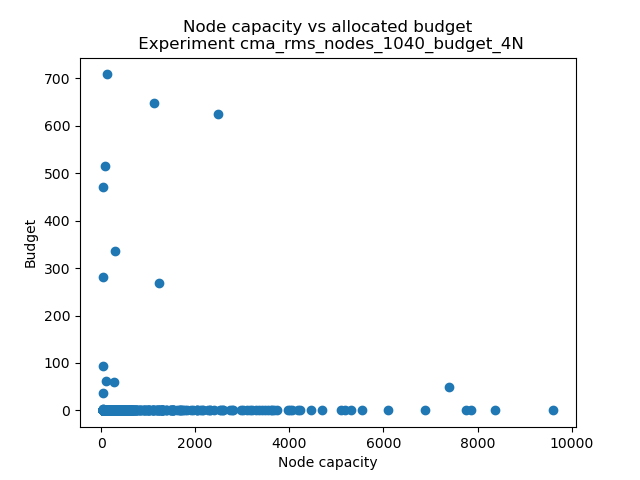 Node capacity vs allocated budget
Experiment cma_rms_nodes_1040_budget_4N
700
600
500
400
300
200
100
0
Budget
0 2000 4000 6000 8000 10000
Node capacity